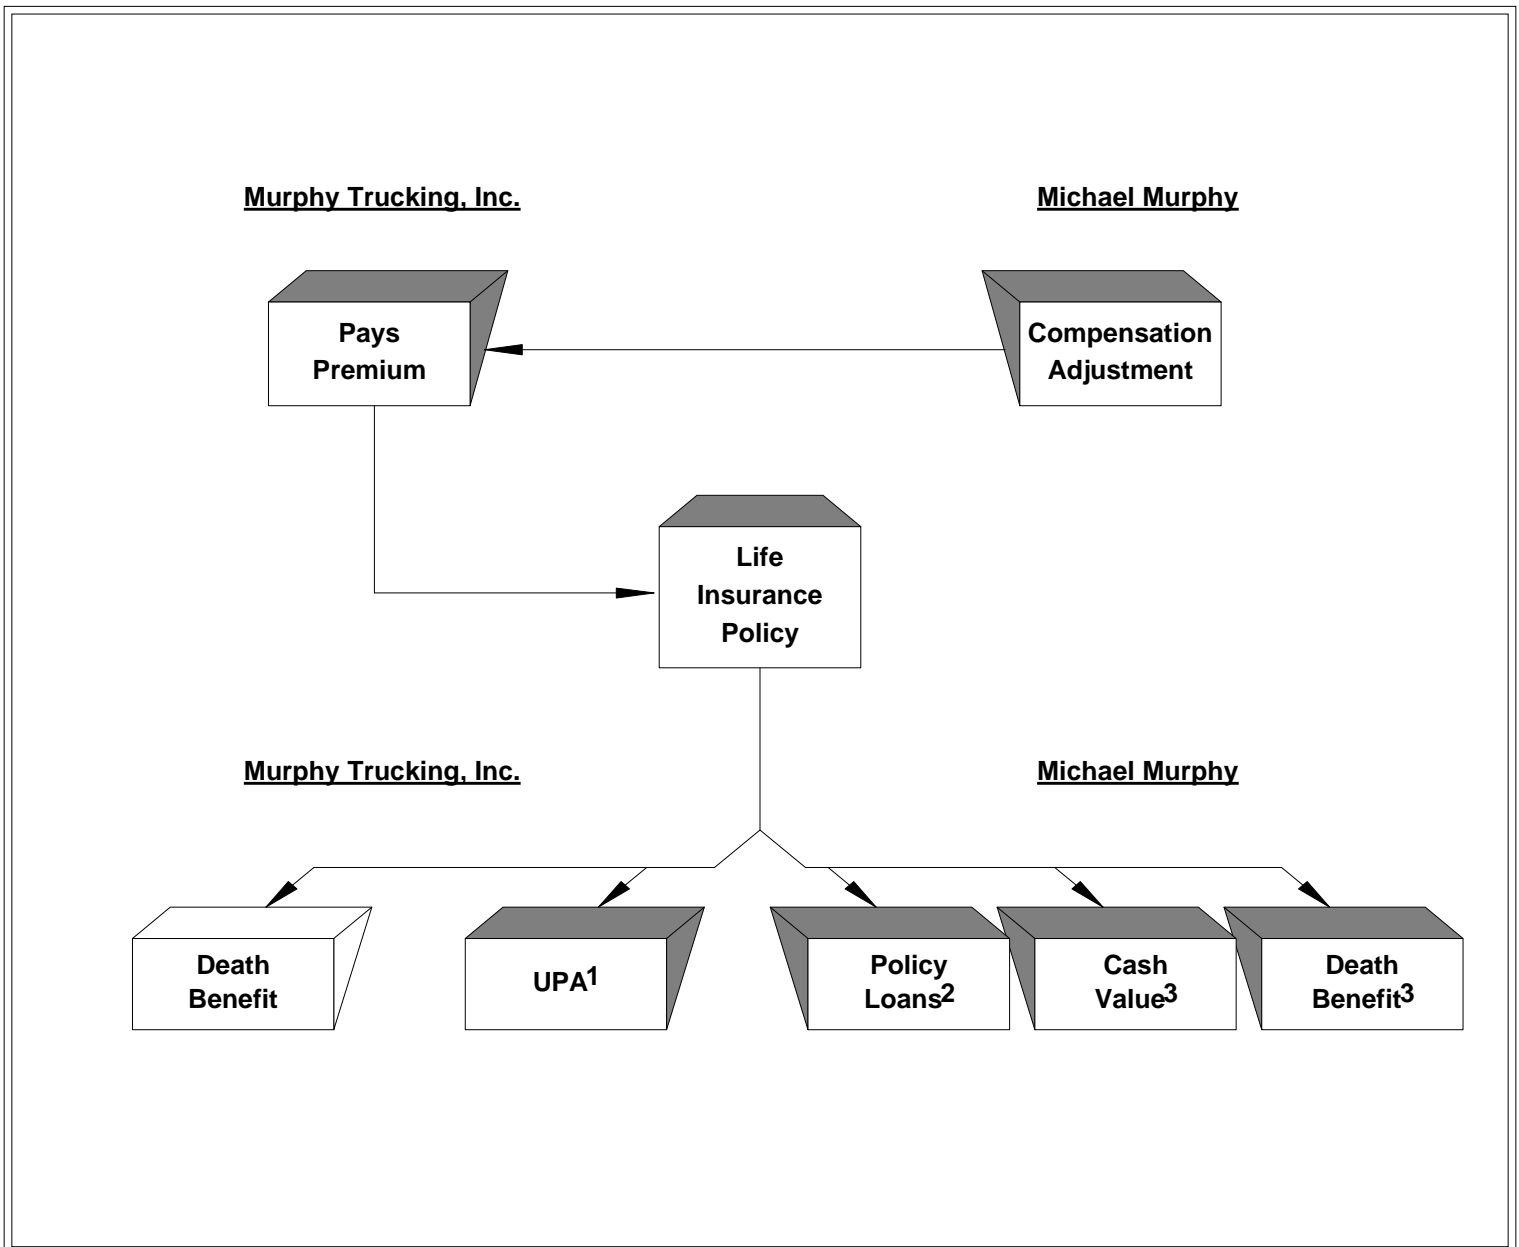 Murphy Trucking, Inc.
Michael Murphy
Pays
Premium
Compensation
Adjustment
Life
Insurance
Policy
Murphy Trucking, Inc.
Michael Murphy
Death
Benefit
UPA1
Policy
Loans2
Cash
Value3
Death
Benefit3